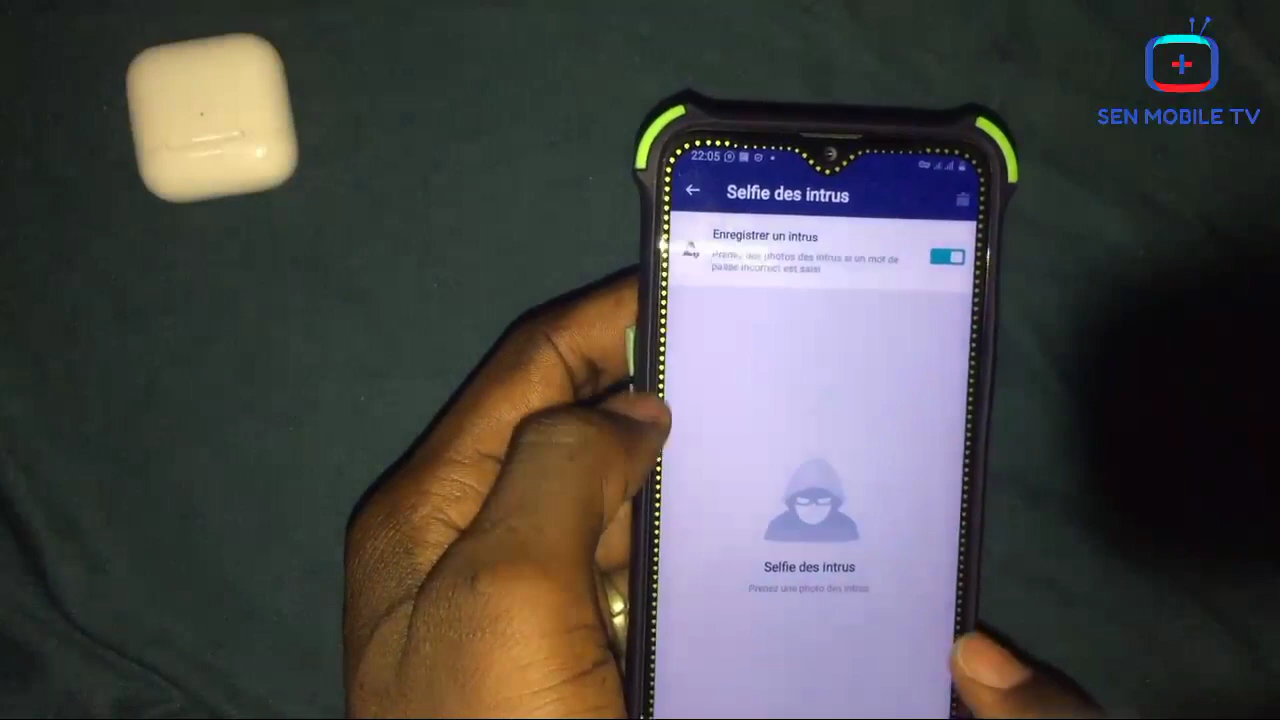 SEN MOBILE TV
22:05
Selfie des intrus
Enregistrer un intrus
Prenez des photos des intrus si un mot de
passe incorrect est saisi
Selfie des intrus
Prenez une photo des intrus